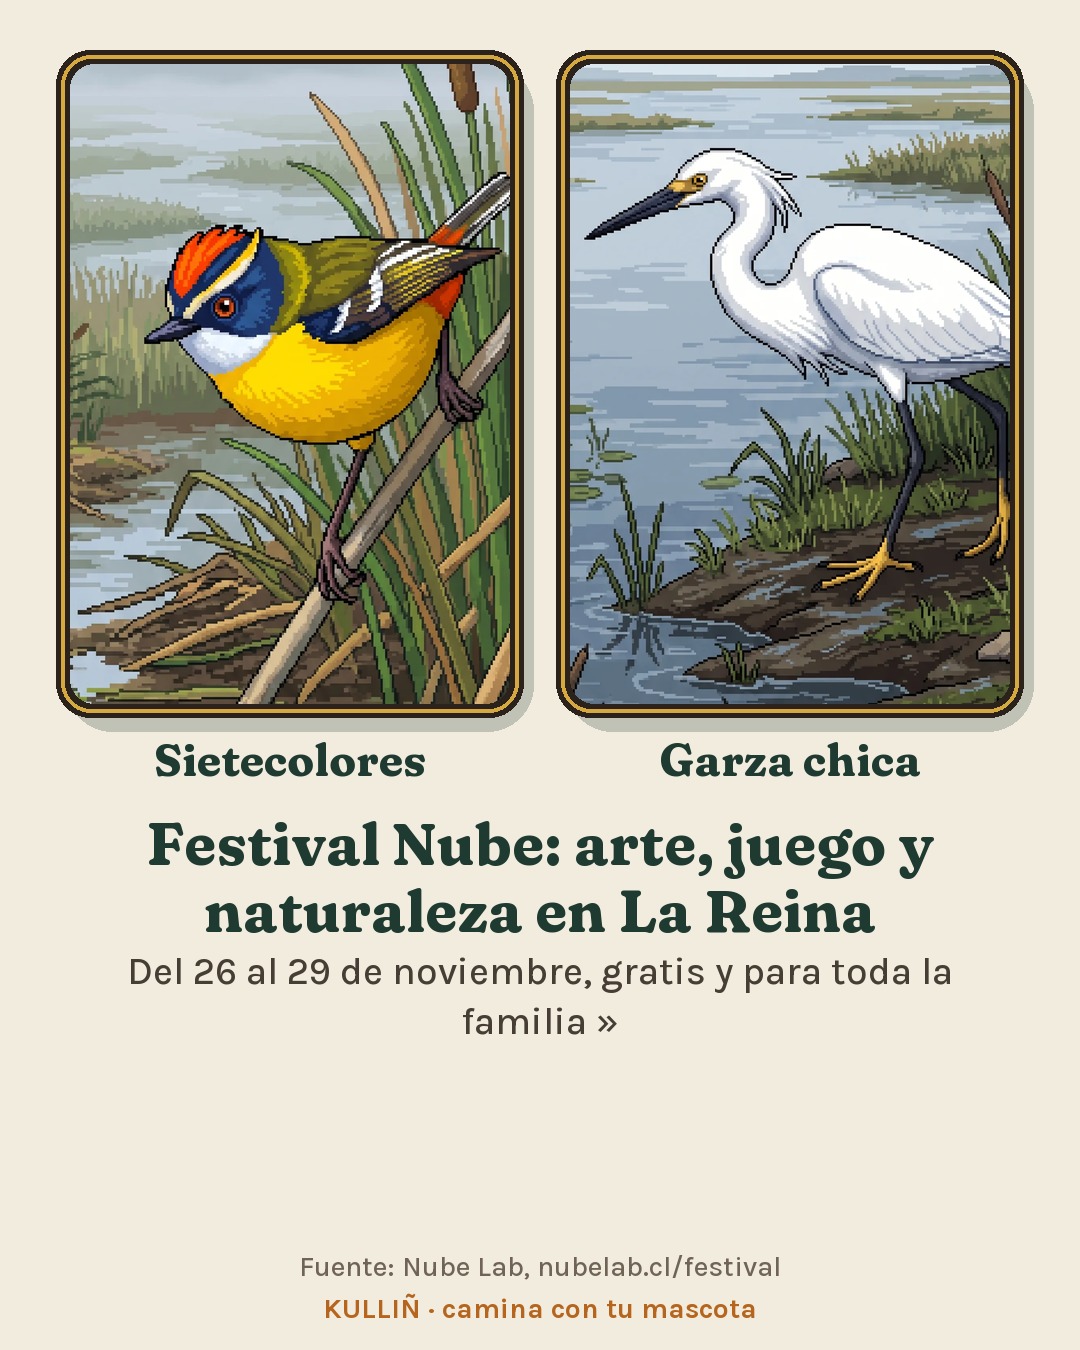 Sietecolores
Garza chica
Festival Nube: arte, juego y
naturaleza en La Reina
Del 26 al 29 de noviembre, gratis y para toda la
familia »
Fuente: Nube Lab, nubelab.cl/festival
KULLIÑ · camina con tu mascota